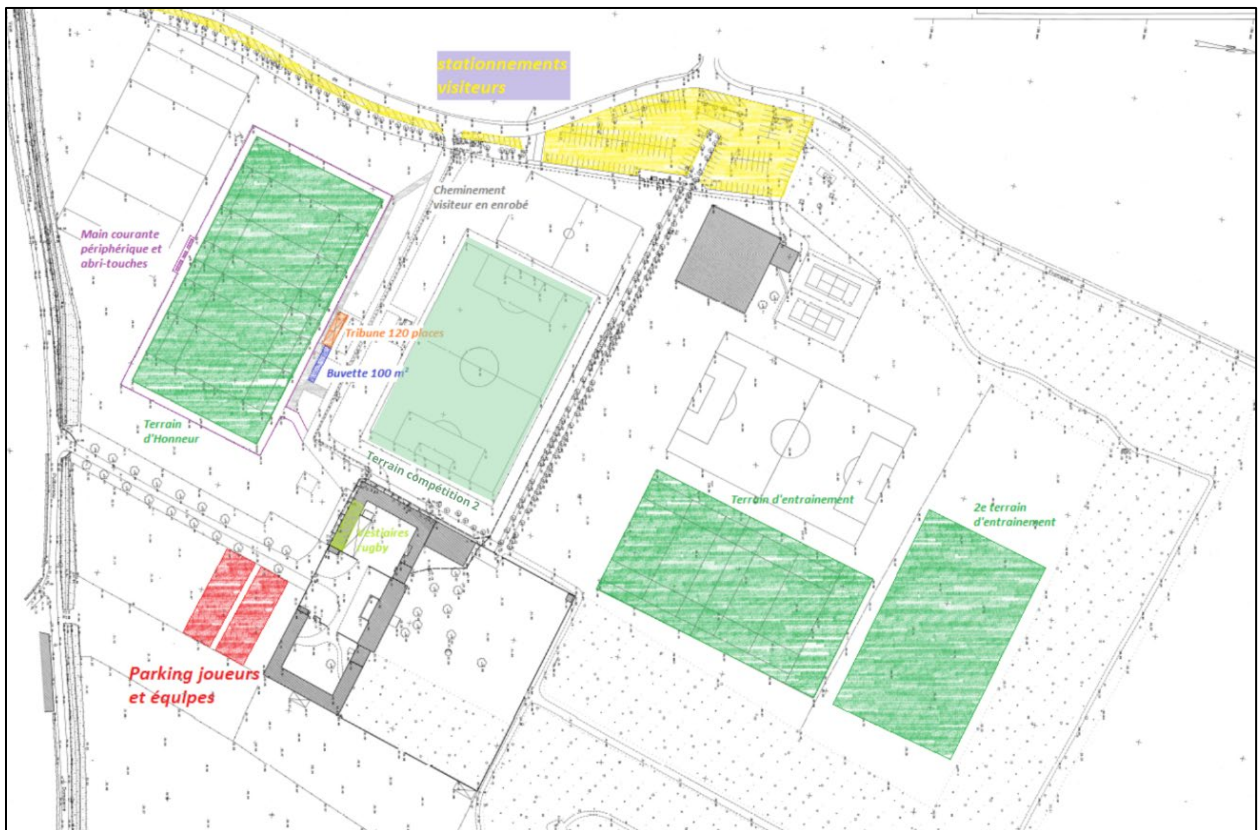 stationnements
visiteurs
Cheminement
visiteur en enrobé
Main courante
périphérique et
abri-touches
Tribune 120 places
Buvette 100 m²
Terrain
d'Honneur
Terrain compétition 2
Vestiaires
rugby
Terrain d'entrainement
2e terrain
d'entrainement
Parking joueurs
et équipes